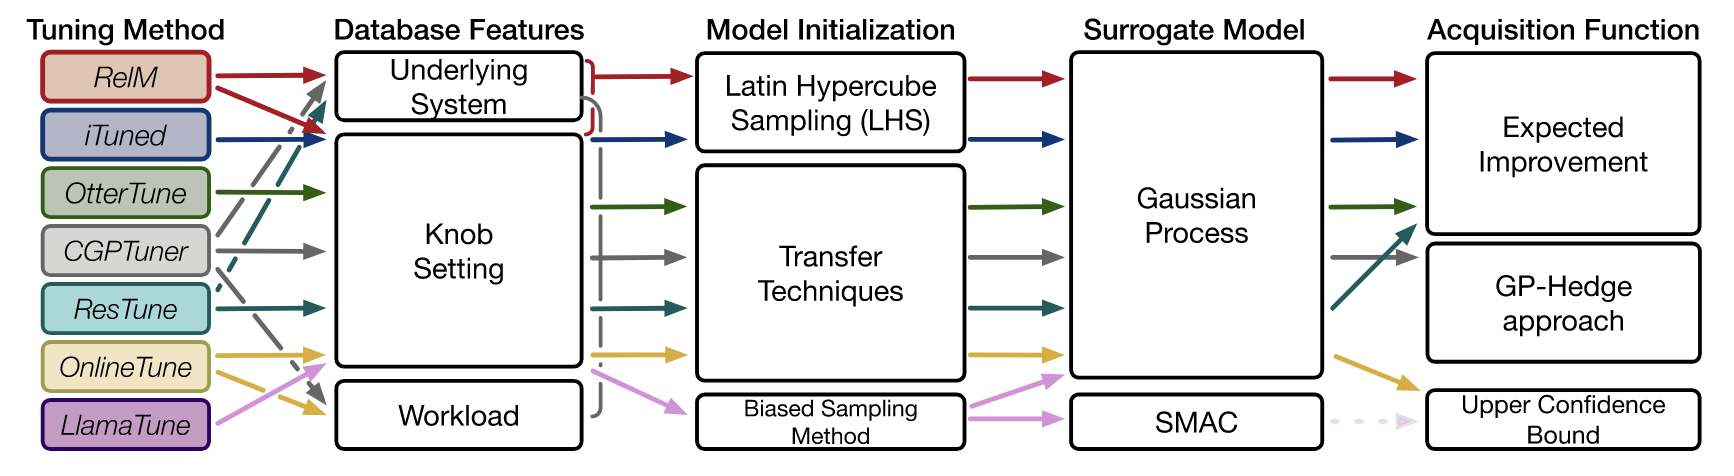 Tuning Method
Database Features
Model Initialization
Surrogate Model
Acquisition Function
RelM
iTuned
OtterTune
CGPTuner
ResTune
OnlineTune
LlamaTune
Underlying
System
Knob
Setting
Workload
Latin Hypercube
Sampling (LHS)
Transfer
Techniques
Biased Sampling
Method
Gaussian
Process
SMAC
Expected
Improvement
GP-Hedge
approach
Upper Confidence
Bound